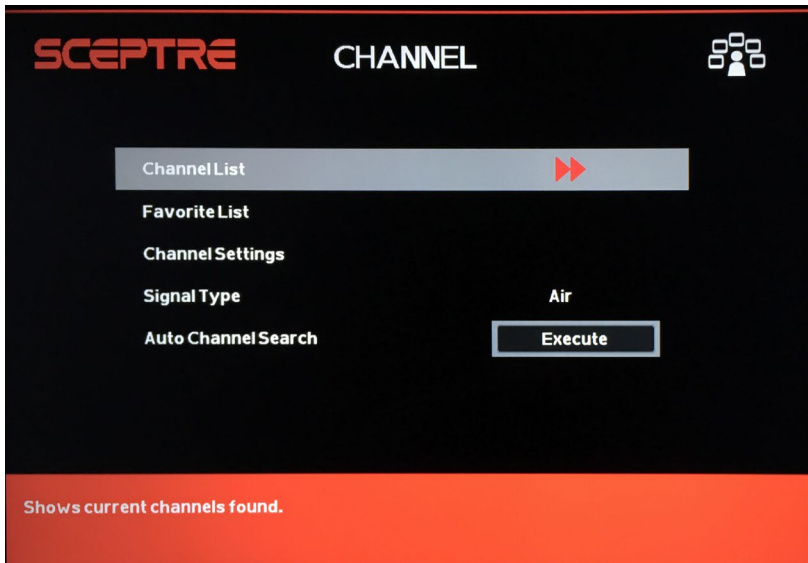 SCEPTRE CHANNEL
Channel List
Favorite List
Channel Settings
Signal Type Air
Auto Channel Search Execute
Shows current channels found.